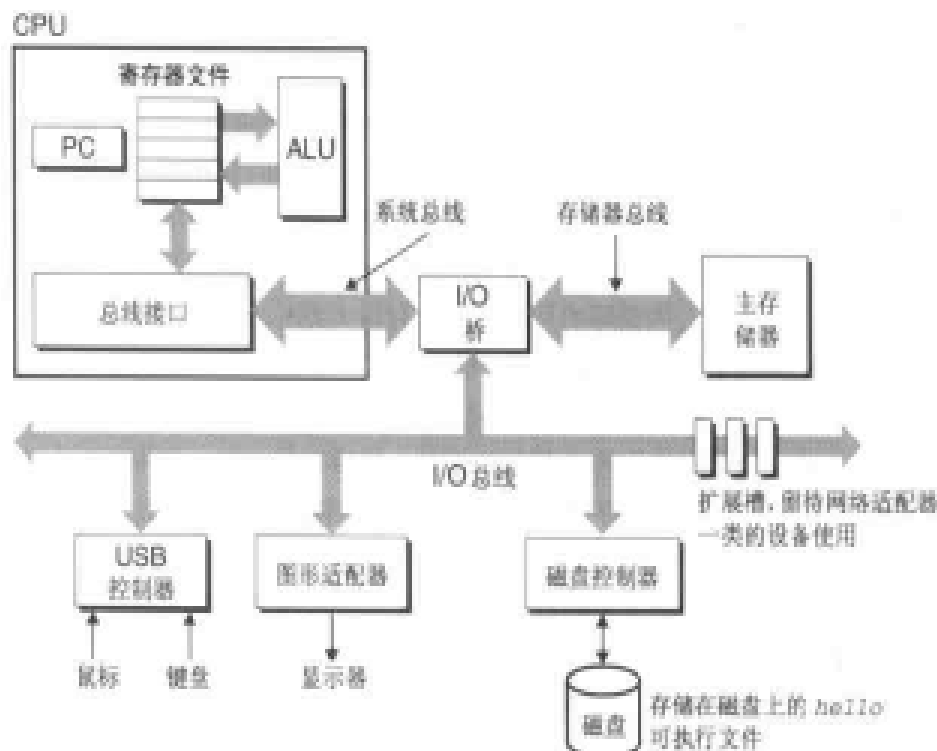 CPU
寄存器文件
PC
ALU
系统总线
存储器总线
总线接口
I/O
桥
主存
储器
I/O 总线
扩展槽，留待网络适配器
一类的设备使用
USB
控制器
图形适配器
磁盘控制器
鼠标
键盘
显示器
磁盘
存储在磁盘上的 hello
可执行文件